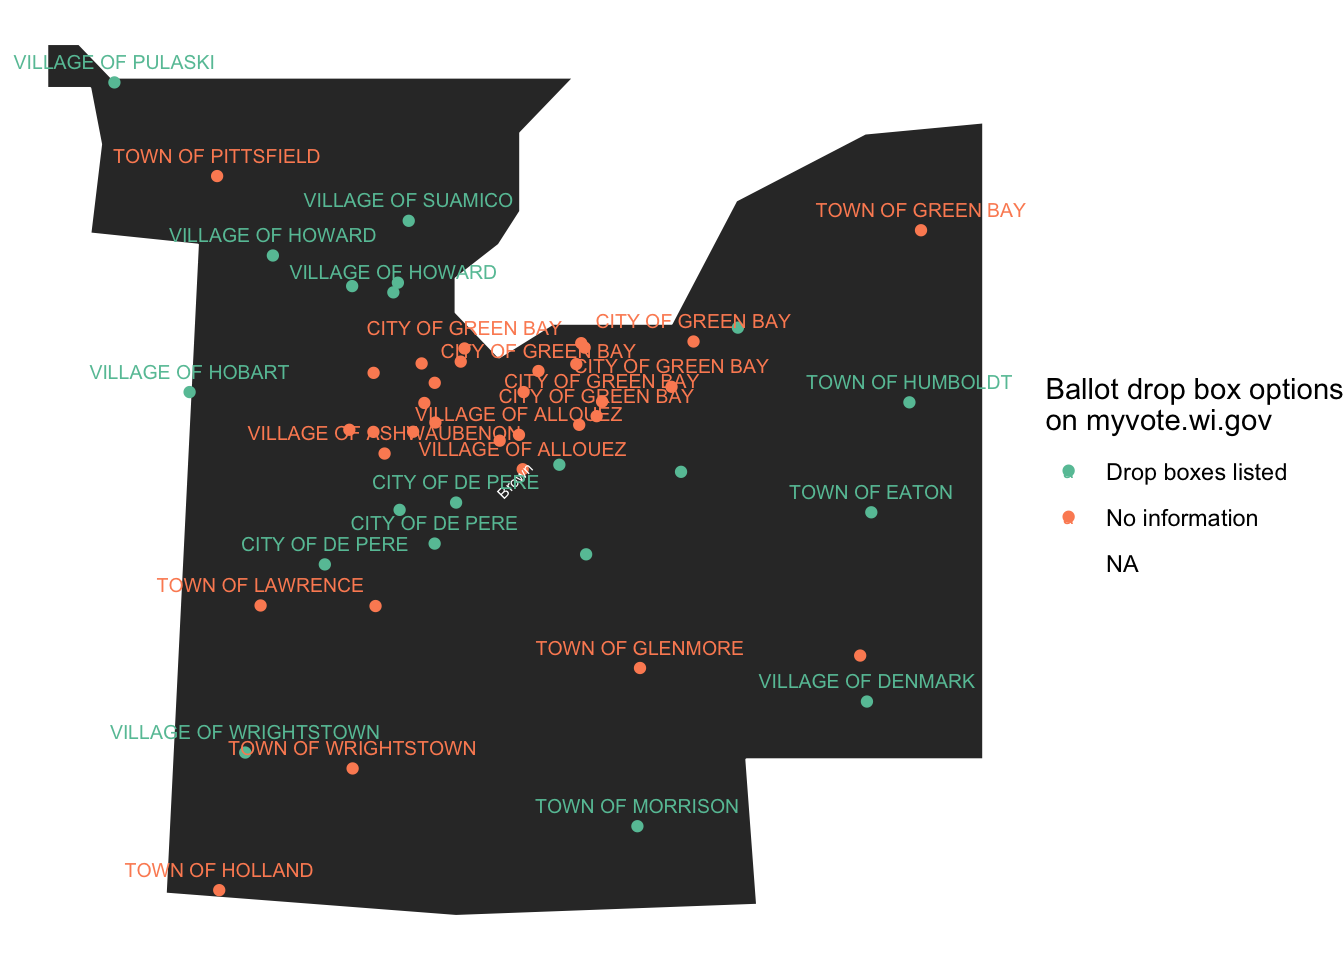 VILLAGE OF PULASKI
TOWN OF PITTSFIELD
VILLAGE OF SUAMICO
TOWN OF GREEN BAY
VILLAGE OF HOWARD
VILLAGE OF HOWARD
CITY OF GREEN BAY
CITY OF GREEN BAY
CITY OF GREEN BAY
CITY OF GREEN BAY
VILLAGE OF HOBART
CITY OF GREEN BAY
TOWN OF HUMBOLDT
CITY OF GREEN BAY
VILLAGE OF ALLOUEZ
VILLAGE OF ASHWAUBENON
VILLAGE OF ALLOUEZ
Brown
CITY OF DE PERE
TOWN OF EATON
CITY OF DE PERE
CITY OF DE PERE
TOWN OF LAWRENCE
TOWN OF GLENMORE
VILLAGE OF DENMARK
VILLAGE OF WRIGHTSTOWN
TOWN OF WRIGHTSTOWN
TOWN OF MORRISON
TOWN OF HOLLAND
Ballot drop box options
on myvote.wi.gov
Drop boxes listed
No information
NA